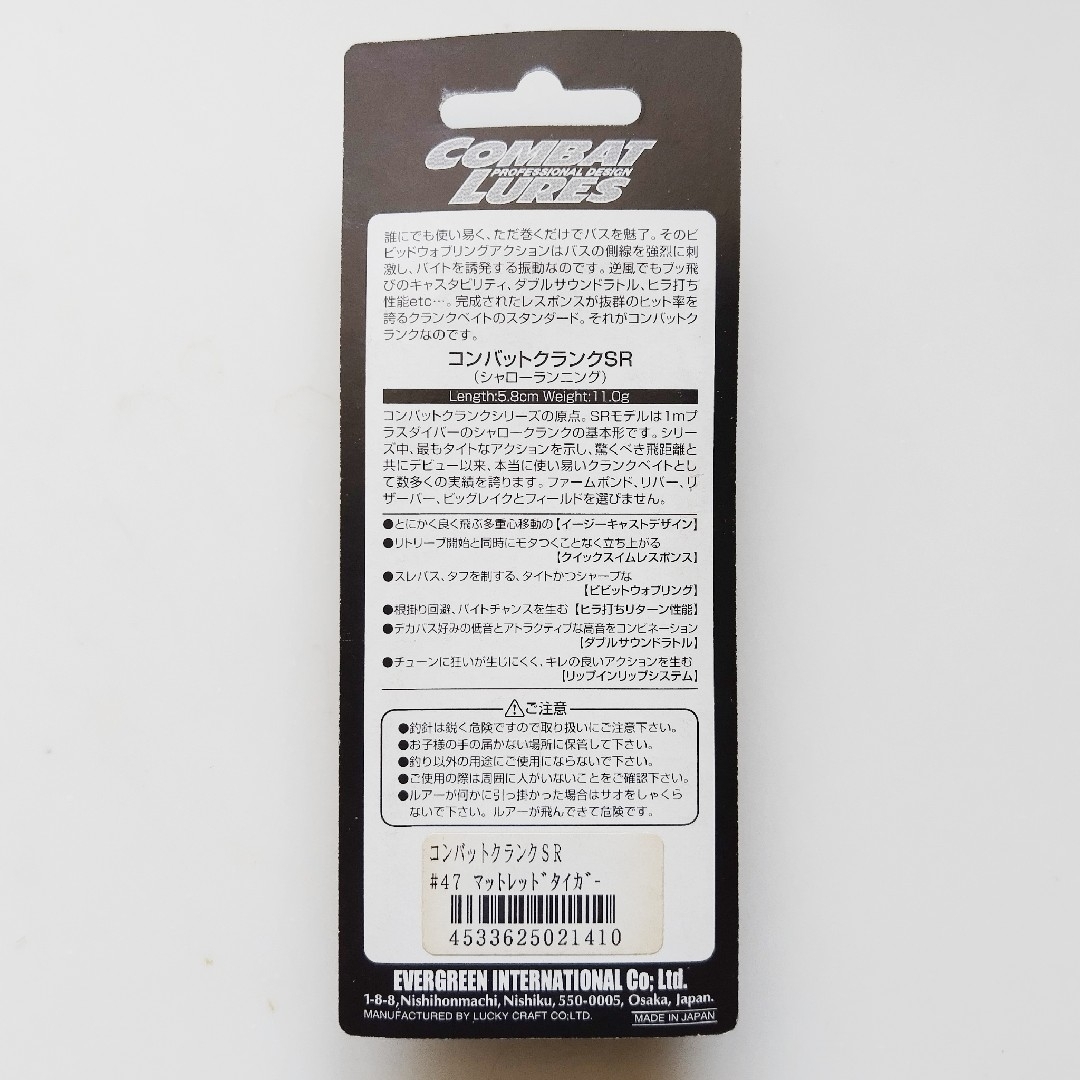 COMBAT
PROFESSIONAL DESIGN
LURES
誰にでも使い易く、ただ巻くだけでバスを魅了。そのビ
ビッドウォブリングアクションはバスの側線を強烈に刺
激し、バイトを誘発する振動なのです。逆風でもブッ飛
びのキャスタビリティ、ダブルサウンドラトル、ヒラ打ち
性能etc…。完成されたレスポンスが抜群のヒット率を
誇るクランクベイトのスタンダード。それがコンバットク
ランクなのです。
コンバットクランクSR
(シャローランニング)
Length:5.8cm Weight:11.0g
コンバットクランクシリーズの原点。SRモデルは1mプ
ラスダイバーのシャロークランクの基本形です。シリー
ズ中、最もタイトなアクションを示し、驚くべき飛距離と
共にデビュー以来、本当に使い易いクランクベイトとし
て数多くの実績を誇ります。ファームポンド、リバー、リ
ザーバー、ビッグレイクとフィールドを選びません。
●とにかく良く飛ぶ多重心移動の【イージーキャストデザイン】
●リトリーブ開始と同時にモタつくことなく立ち上がる
【クイックスイムレスポンス】
●スレバス、タフを制する、タイトかつシャープな
【ビビットウォブリング】
●根掛り回避、バイトチャンスを生む【ヒラ打ちリターン性能】
●デカバス好みの低音とアトラクティブな高音をコンビネーション
【ダブルサウンドラトル】
●チューンに狂いが生じにくく、キレの良いアクションを生む
【リップインリップシステム】
⚠ご注意
●釣針は鋭く危険ですので取り扱いにご注意下さい。
●お子様の手の届かない場所に保管して下さい。
●釣り以外の用途にご使用にならないで下さい。
●ご使用の際は周囲に人がいないことをご確認下さい。
●ルアーが何かに引っ掛かった場合はサオをしゃくら
ないで下さい。ルアーが飛んできて危険です。
コンバットクランクSR
#47 マットレッドタイガー
4533625021410
EVERGREEN INTERNATIONAL Co; Ltd.
1-8-8,Nishihonmachi, Nishiku, 550-0005, Osaka, Japan.
MANUFACTURED BY LUCKY CRAFT CO;LTD.
MADE IN JAPAN